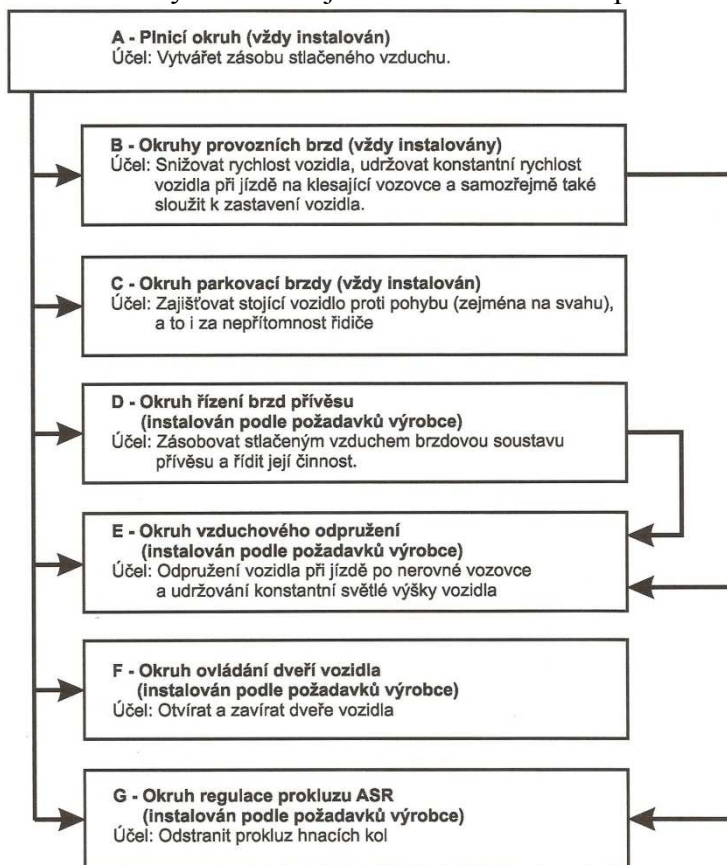 A - Plnicí okruh (vždy instalován)
Účel: Vytvářet zásobu stlačeného vzduchu.
B - Okruhy provozních brzd (vždy instalovány)
Účel: Snižovat rychlost vozidla, udržovat konstantní rychlost
vozidla při jízdě na klesající vozovce a samozřejmě také
sloužit k zastavení vozidla.
C - Okruh parkovací brzdy (vždy instalován)
Účel: Zajišťovat stojící vozidlo proti pohybu (zejména na svahu),
a to i za nepřítomnost řidiče
D - Okruh řízení brzd přívěsu
(instalován podle požadavků výrobce)
Účel: Zásobovat stlačeným vzduchem brzdovou soustavu
přívěsu a řídit její činnost.
E - Okruh vzduchového odpružení
(instalován podle požadavků výrobce)
Účel: Odpružení vozidla při jízdě po nerovné vozovce
a udržování konstantní světlé výšky vozidla
F - Okruh ovládání dveří vozidla
(instalován podle požadavků výrobce)
Účel: Otvírat a zavírat dveře vozidla
G - Okruh regulace prokluzu ASR
(instalován podle požadavků výrobce)
Účel: Odstranit prokluz hnacích kol